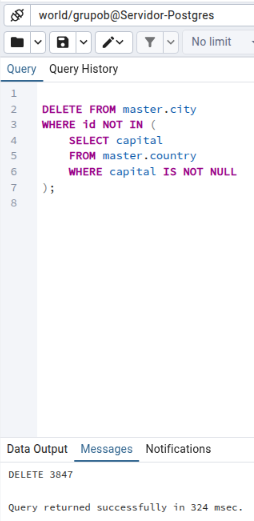 world/grupob@Servidor-Postgres
No limit
Query Query History
1
2 DELETE FROM master.city
3 WHERE id NOT IN (
4 SELECT capital
5 FROM master.country
6 WHERE capital IS NOT NULL
7 );
8
Data Output Messages Notifications
DELETE 3847
Query returned successfully in 324 msec.